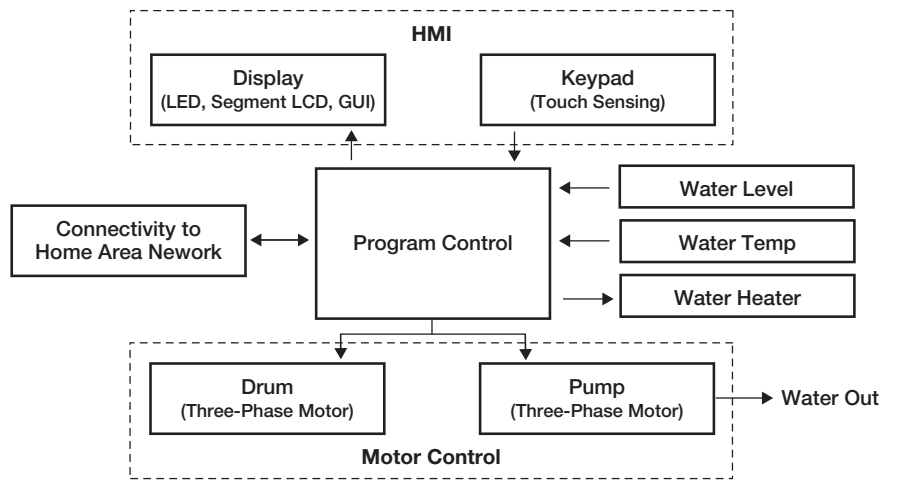 HMI
Display
(LED, Segment LCD, GUI)
Keypad
(Touch Sensing)
Connectivity to
Home Area Nework
Program Control
Water Level
Water Temp
Water Heater
Drum
(Three-Phase Motor)
Pump
(Three-Phase Motor)
Water Out
Motor Control